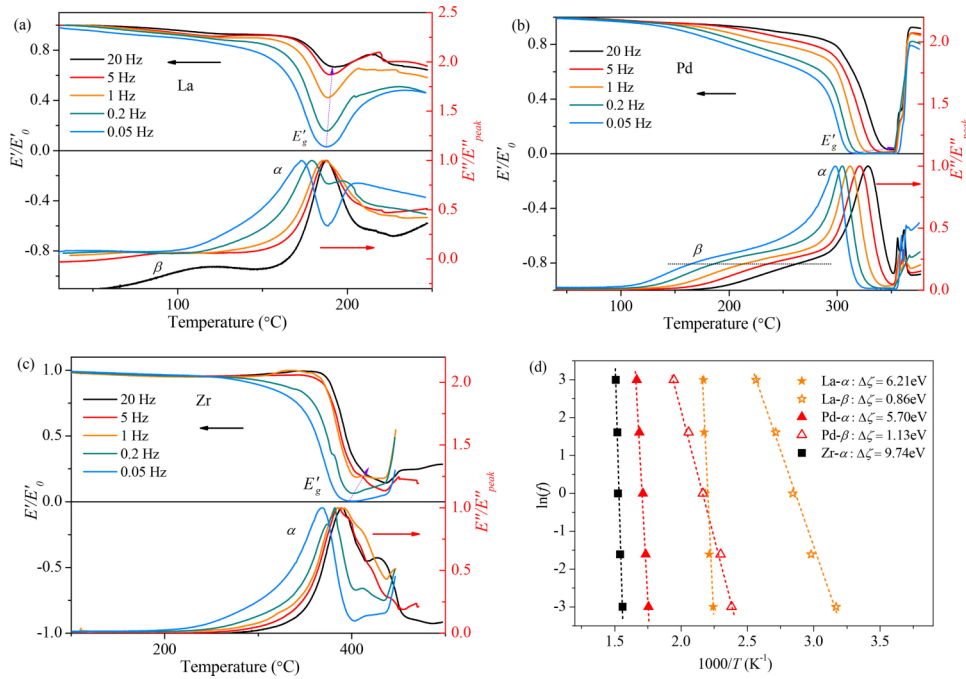 (a)
0.8
0.4
0.0
-0.4
-0.8
E'/E'₀
20 Hz
5 Hz
1 Hz
0.2 Hz
0.05 Hz
La
E'g
α
β
2.5
2.0
1.5
1.0
0.5
0.0
E''/E''peak
100
200
Temperature (°C)
(b)
0.8
0.4
0.0
-0.4
-0.8
E'/E'₀
20 Hz
5 Hz
1 Hz
0.2 Hz
0.05 Hz
Pd
E'g
α
β
2.0
1.5
1.0
0.5
0.0
E''/E''peak
100
200
300
Temperature (°C)
(c)
1.0
0.5
0.0
-0.5
-1.0
E'/E'₀
20 Hz
5 Hz
1 Hz
0.2 Hz
0.05 Hz
Zr
E'g
α
2.0
1.5
1.0
0.5
0.0
E''/E''peak
200
400
Temperature (°C)
(d)
3.0
1.5
0.0
-1.5
-3.0
ln(f)
La-α: Δζ = 6.21eV
La-β: Δζ = 0.86eV
Pd-α: Δζ = 5.70eV
Pd-β: Δζ = 1.13eV
Zr-α: Δζ = 9.74eV
1.5
2.0
2.5
3.0
3.5
1000/T (K⁻¹)